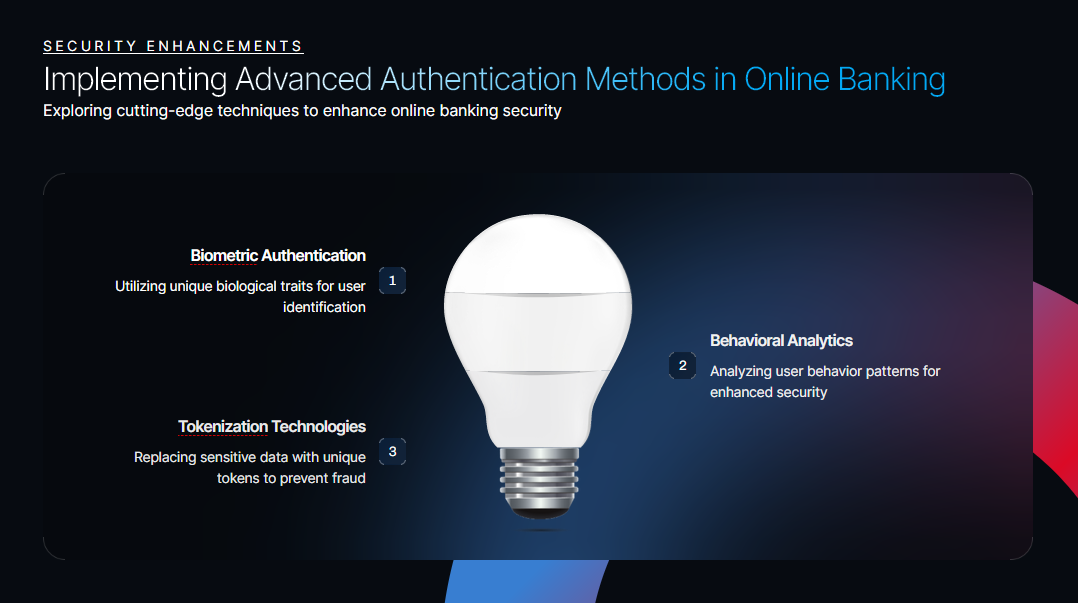 SECURITY ENHANCEMENTS
Implementing Advanced Authentication Methods in Online Banking
Exploring cutting-edge techniques to enhance online banking security
Biometric Authentication
1
Utilizing unique biological traits for user
identification
Behavioral Analytics
2
Analyzing user behavior patterns for
enhanced security
Tokenization Technologies
3
Replacing sensitive data with unique
tokens to prevent fraud